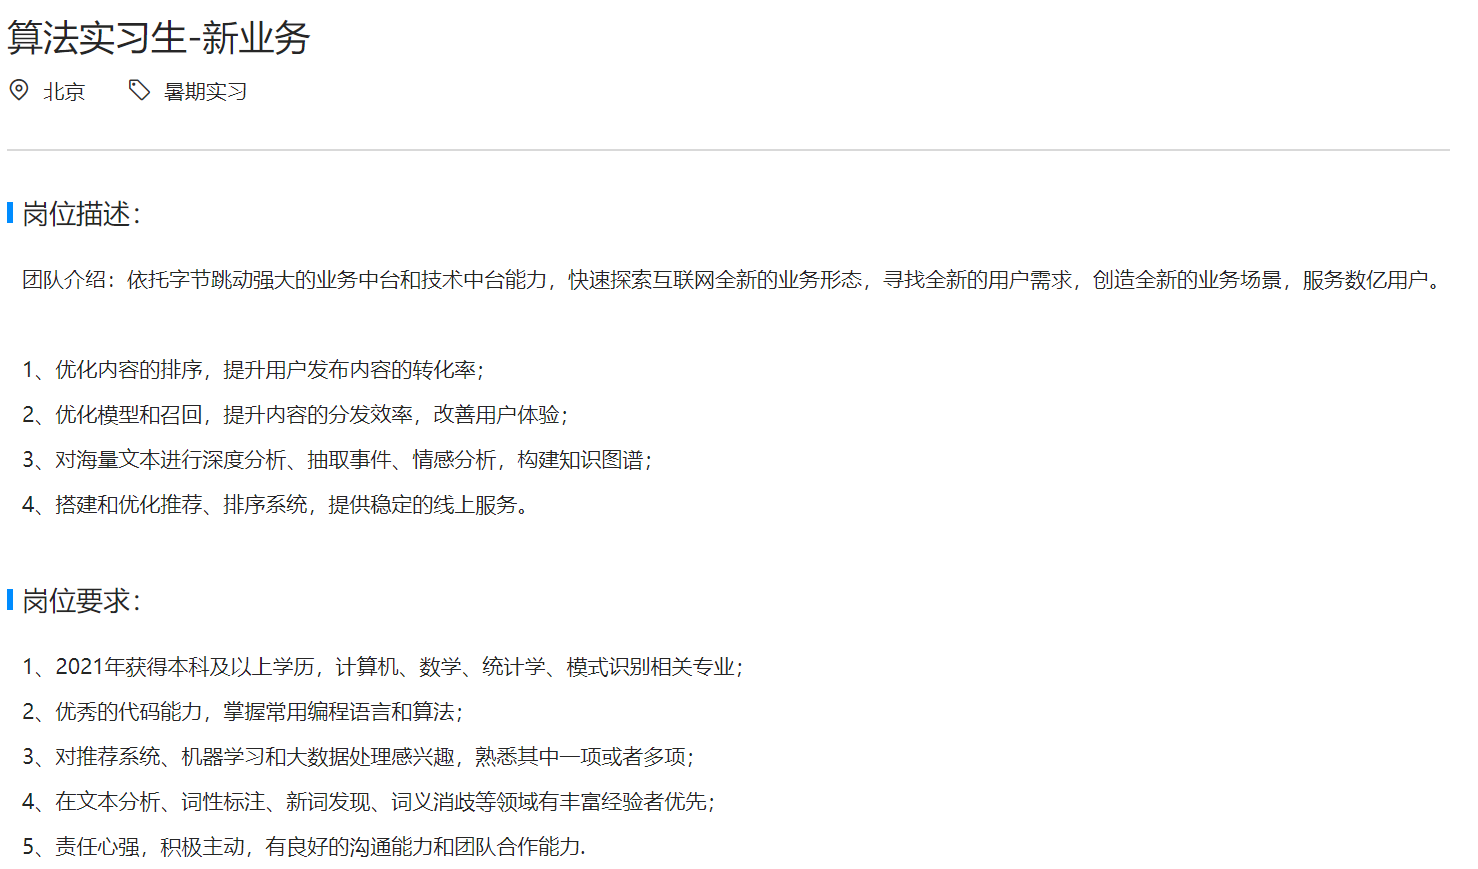 算法实习生-新业务
北京 暑期实习
岗位描述：
团队介绍：依托字节跳动强大的业务中台和技术中台能力，快速探索互联网全新的业务形态，寻找全新的用户需求，创造全新的业务场景，服务数亿用户。
1、优化内容的排序，提升用户发布内容的转化率；
2、优化模型和召回，提升内容的分发效率，改善用户体验；
3、对海量文本进行深度分析、抽取事件、情感分析，构建知识图谱；
4、搭建和优化推荐、排序系统，提供稳定的线上服务。
岗位要求：
1、2021年获得本科及以上学历，计算机、数学、统计学、模式识别相关专业；
2、优秀的代码能力，掌握常用编程语言和算法；
3、对推荐系统、机器学习和大数据处理感兴趣，熟悉其中一项或者多项；
4、在文本分析、词性标注、新词发现、词义消歧等领域有丰富经验者优先；
5、责任心强，积极主动，有良好的沟通能力和团队合作能力.